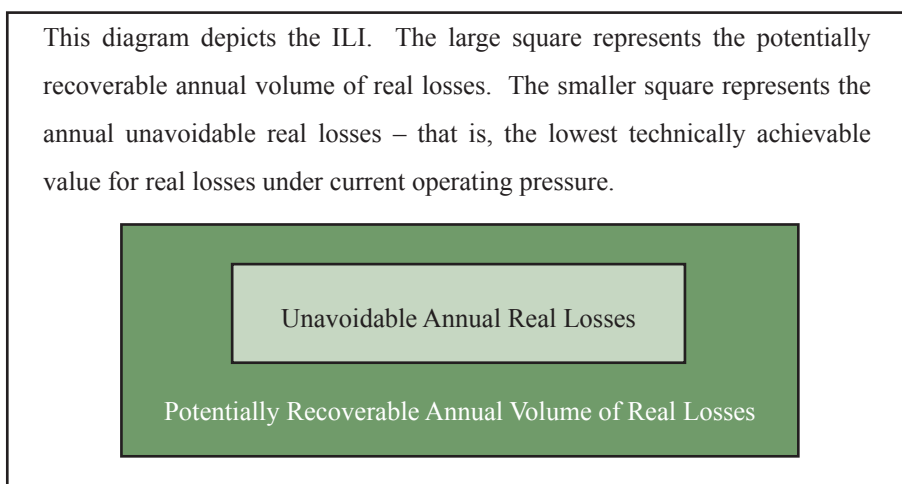 This diagram depicts the ILI. The large square represents the potentially
recoverable annual volume of real losses. The smaller square represents the
annual unavoidable real losses – that is, the lowest technically achievable
value for real losses under current operating pressure.
Unavoidable Annual Real Losses
Potentially Recoverable Annual Volume of Real Losses